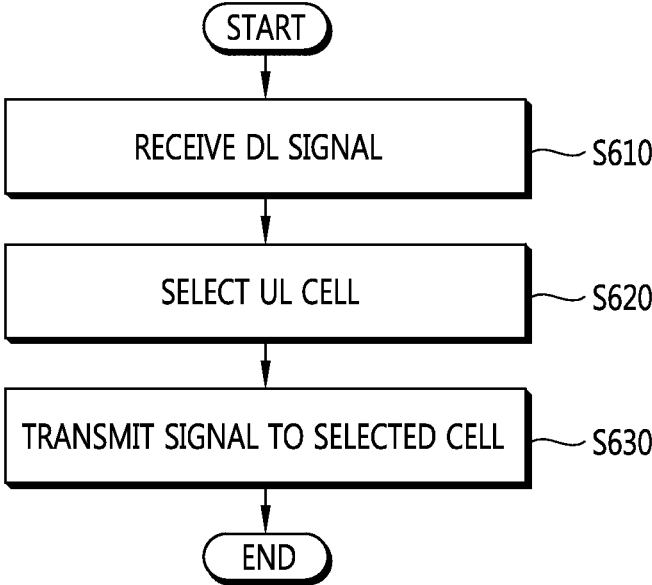 START
RECEIVE DL SIGNAL
S610
SELECT UL CELL
S620
TRANSMIT SIGNAL TO SELECTED CELL
S630
END